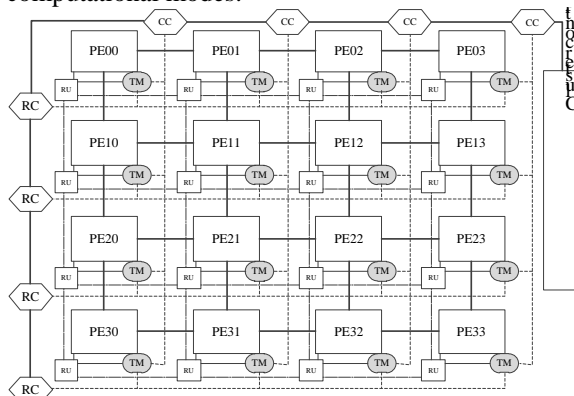 computational modes.
CC CC CC CC
PE00 PE01 PE02 PE03
RU TM RU TM RU TM RU TM
RC
PE10 PE11 PE12 PE13
RU TM RU TM RU TM RU TM
RC
PE20 PE21 PE22 PE23
RU TM RU TM RU TM RU TM
RC
PE30 PE31 PE32 PE33
RU TM RU TM RU TM RU TM
RC